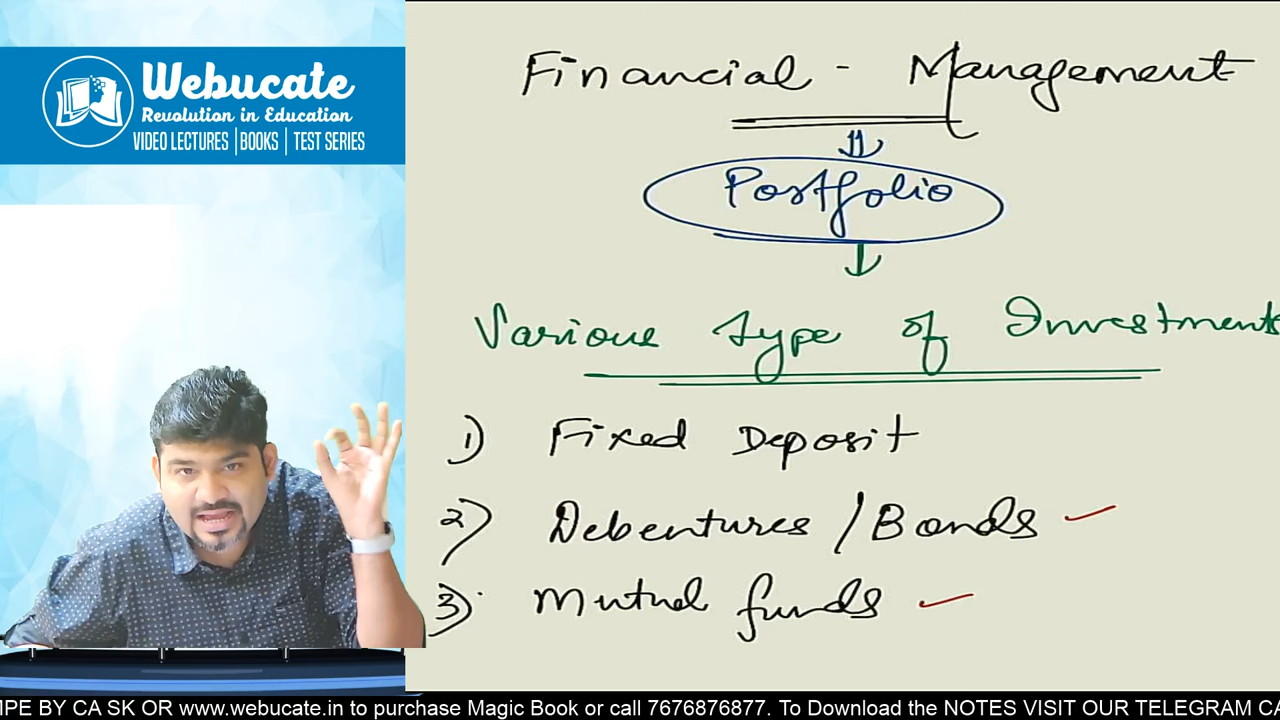 Webucate
Revolution in Education
VIDEO LECTURES | BOOKS | TEST SERIES
Financial - Management
Portfolio
Various type of Investments
1) Fixed Deposit
2) Debentures / Bonds
3) Mutual funds
MPE BY CA SK OR www.webucate.in to purchase Magic Book or call 7676876877. To Download the NOTES VISIT OUR TELEGRAM CA